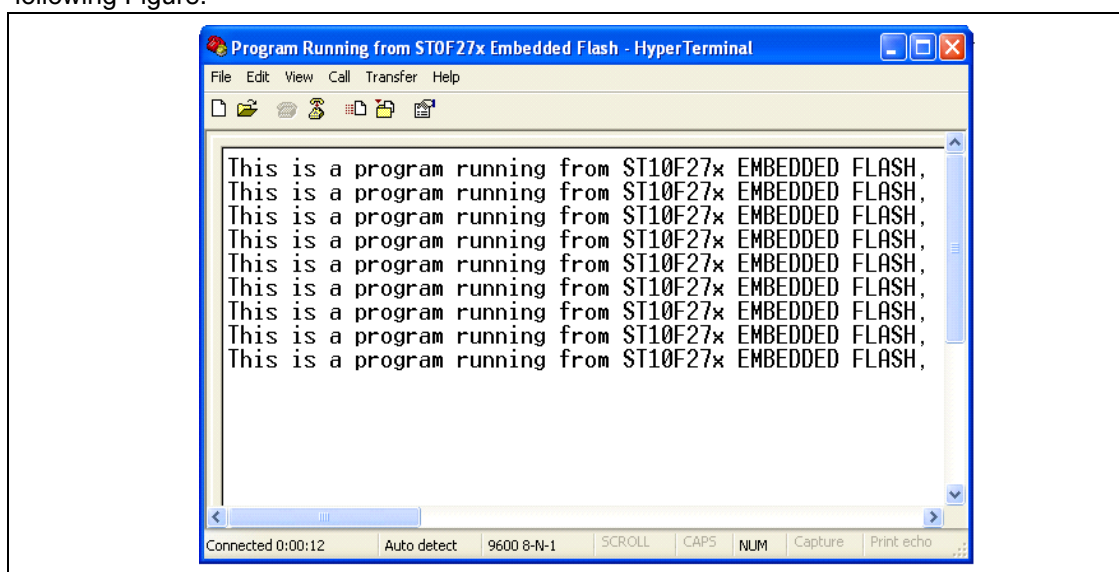 following Figure.
Program Running from ST0F27x Embedded Flash - HyperTerminal
File Edit View Call Transfer Help
This is a program running from ST10F27x EMBEDDED FLASH,
This is a program running from ST10F27x EMBEDDED FLASH,
This is a program running from ST10F27x EMBEDDED FLASH,
This is a program running from ST10F27x EMBEDDED FLASH,
This is a program running from ST10F27x EMBEDDED FLASH,
This is a program running from ST10F27x EMBEDDED FLASH,
This is a program running from ST10F27x EMBEDDED FLASH,
This is a program running from ST10F27x EMBEDDED FLASH,
This is a program running from ST10F27x EMBEDDED FLASH,
Connected 0:00:12 Auto detect 9600 8-N-1 SCROLL CAPS NUM Capture Print echo